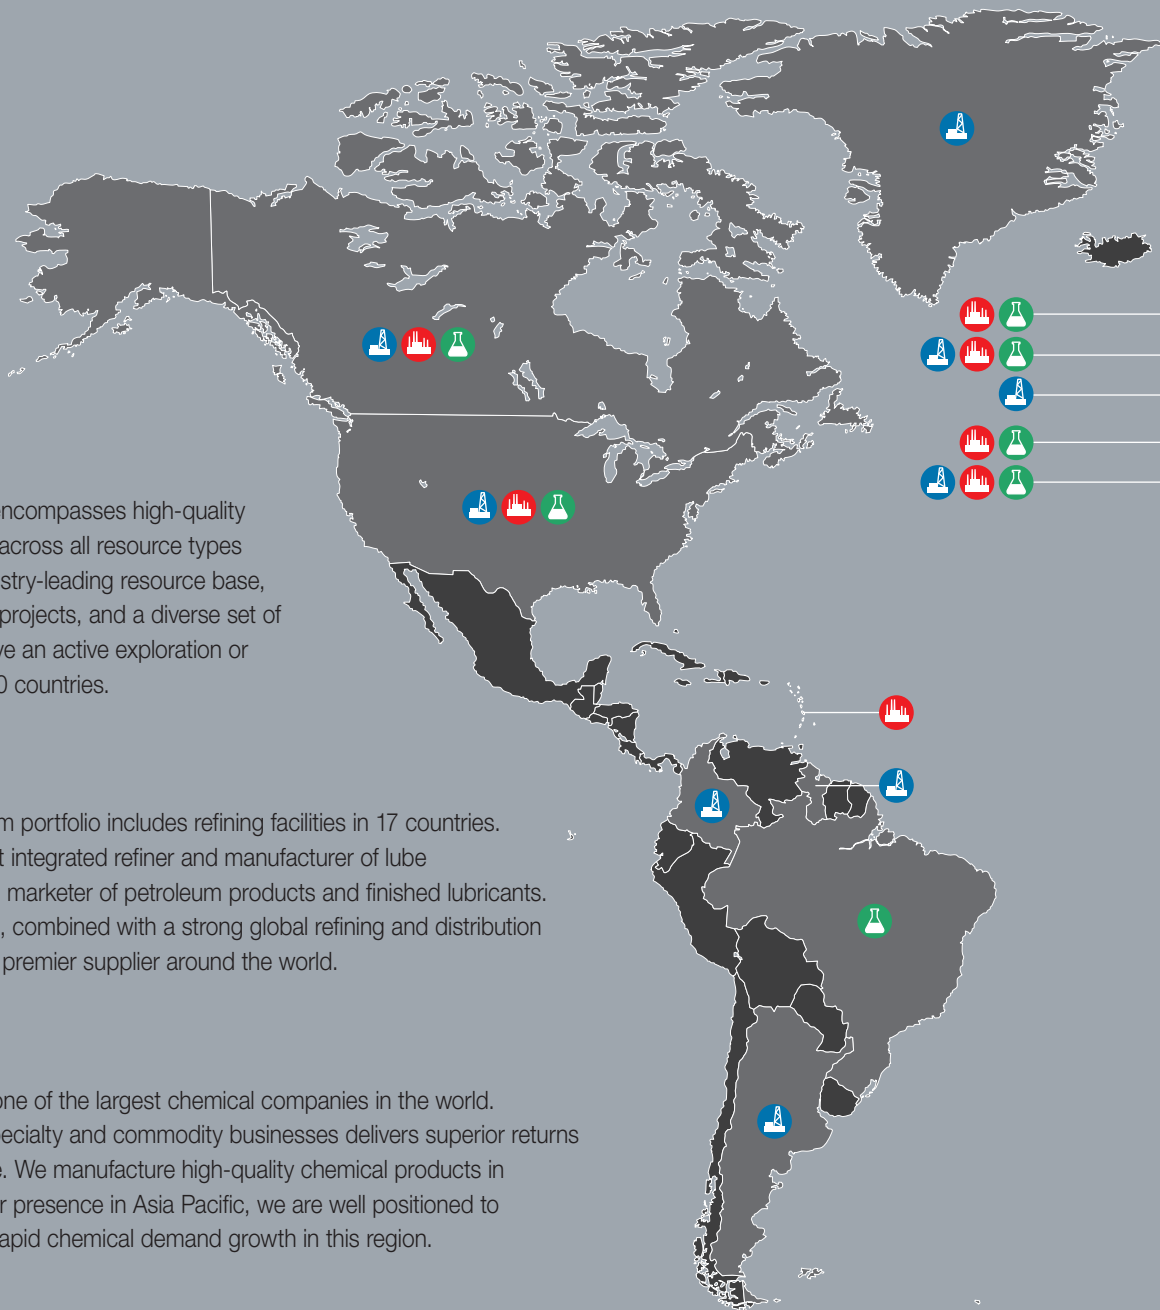 encompasses high-quality
across all resource types
stry-leading resource base,
projects, and a diverse set of
ve an active exploration or
0 countries.
m portfolio includes refining facilities in 17 countries.
t integrated refiner and manufacturer of lube
marketer of petroleum products and finished lubricants.
, combined with a strong global refining and distribution
premier supplier around the world.
one of the largest chemical companies in the world.
pecialty and commodity businesses delivers superior returns
e. We manufacture high-quality chemical products in
r presence in Asia Pacific, we are well positioned to
rapid chemical demand growth in this region.